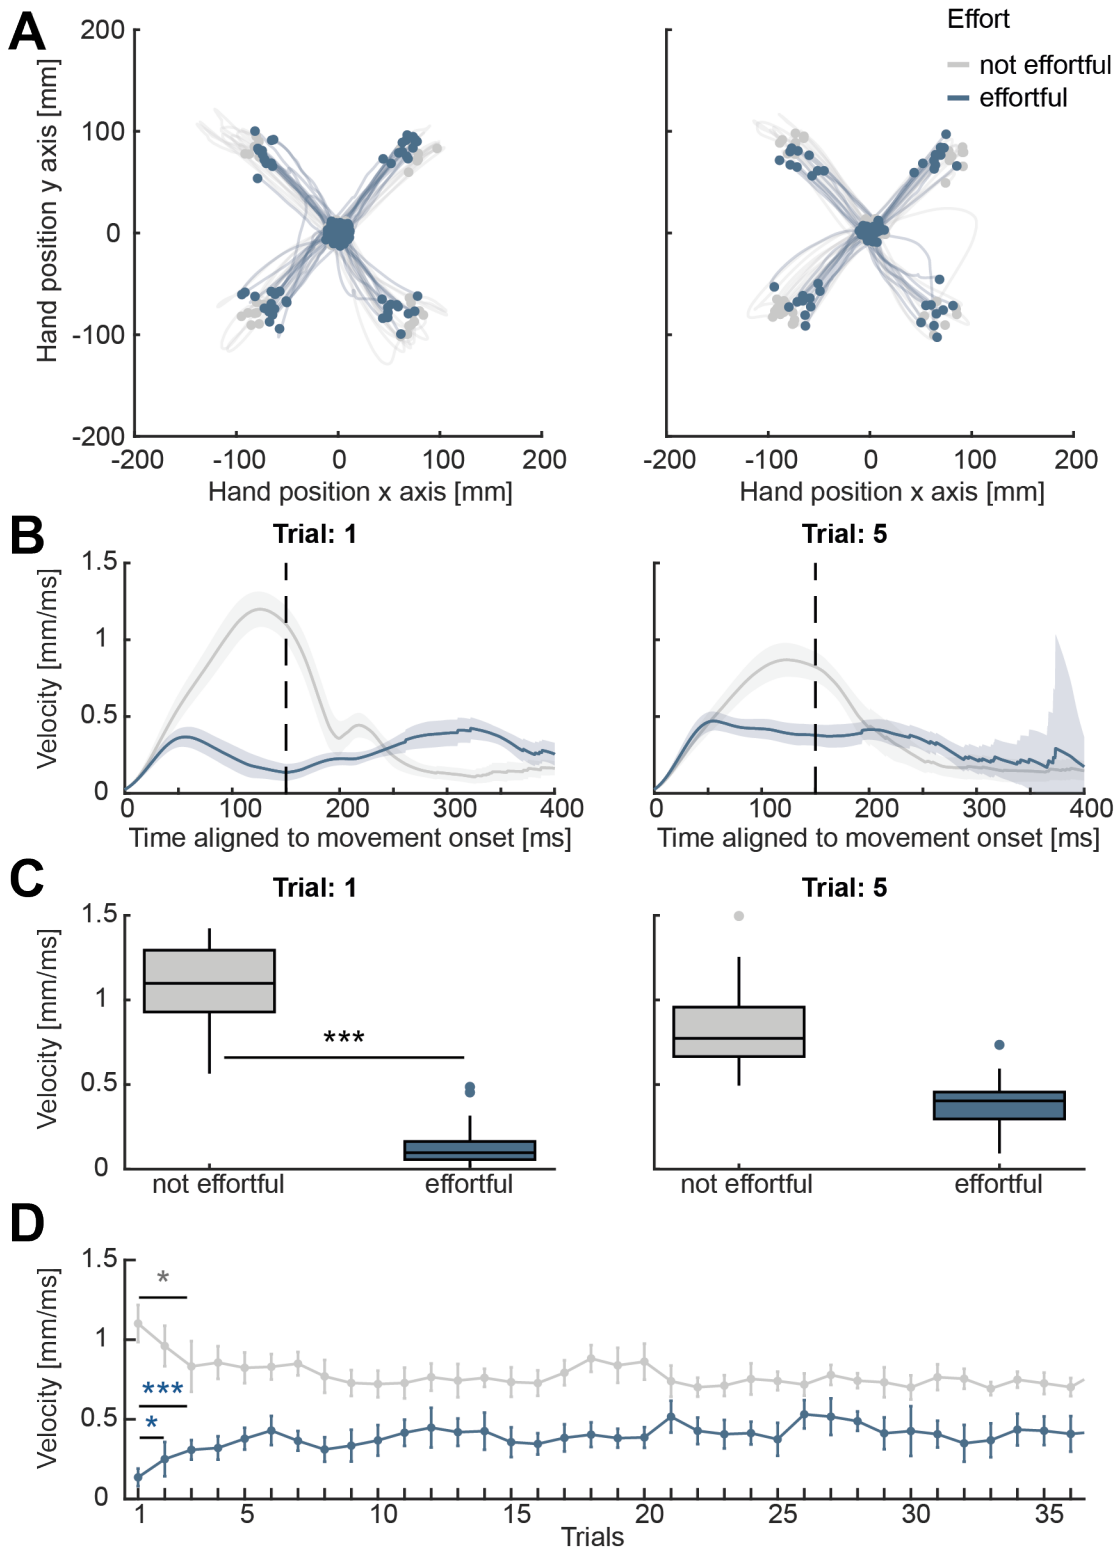 A
Effort
not effortful
effortful
200
100
0
-100
-200
Hand position y axis [mm]
-200 -100 0 100 200
-200 -100 0 100 200
Hand position x axis [mm]
Hand position x axis [mm]
B
Trial: 1
Trial: 5
1.5
1
0.5
0
Velocity [mm/ms]
0 100 200 300 400
0 100 200 300 400
Time aligned to movement onset [ms]
Time aligned to movement onset [ms]
C
Trial: 1
Trial: 5
1.5
1
0.5
0
Velocity [mm/ms]
***
not effortful effortful
not effortful effortful
D
1.5
1
0.5
0
Velocity [mm/ms]
*
***
*
1 5 10 15 20 25 30 35
Trials